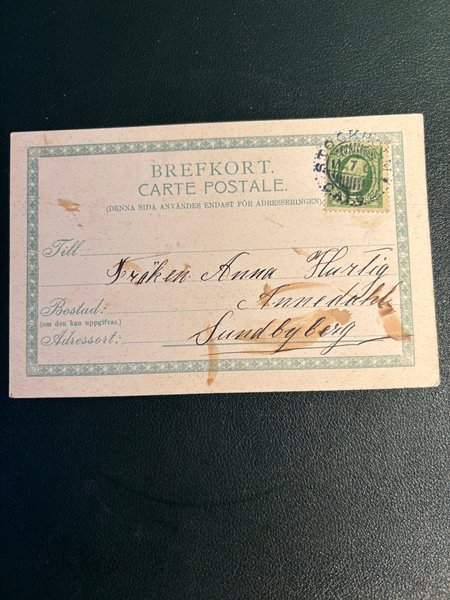 BREFKORT.
CARTE POSTALE.
(DENNA SIDA ANVÄNDES ENDAST FÖR ADRESSERINGEN)
Till
Fröken Anna Hurtig
Bostad:
Annedahl
(om den kan uppgifvas).
Adressort;
Sundbyberg